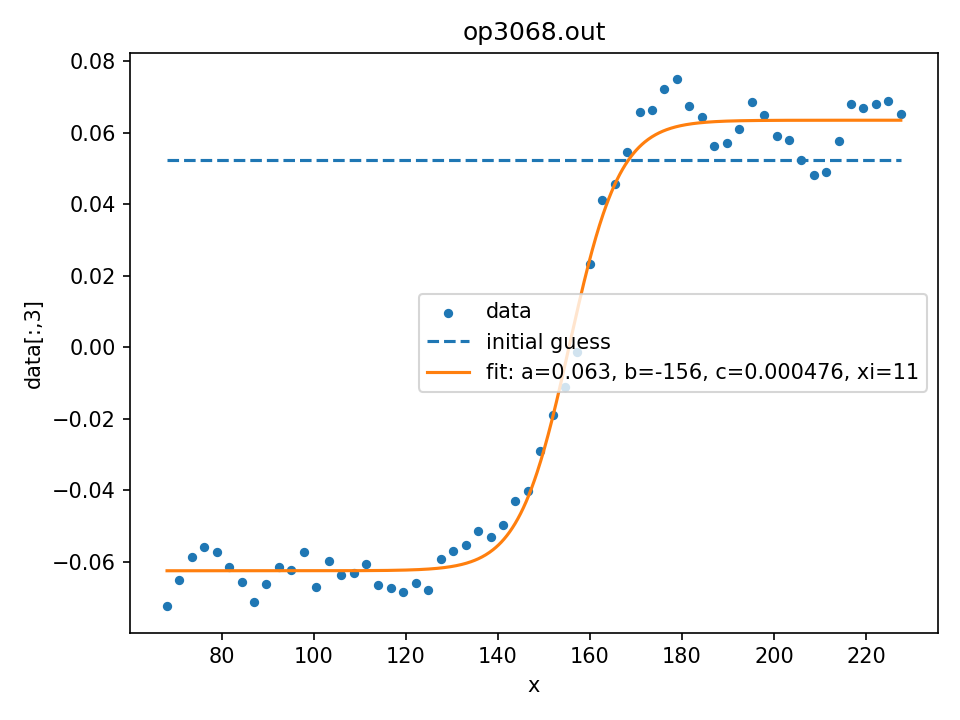 op3068.out
0.08
0.06
0.04
0.02
0.00
−0.02
−0.04
−0.06
data[:,3]
data
initial guess
fit: a=0.063, b=-156, c=0.000476, xi=11
80 100 120 140 160 180 200 220
x